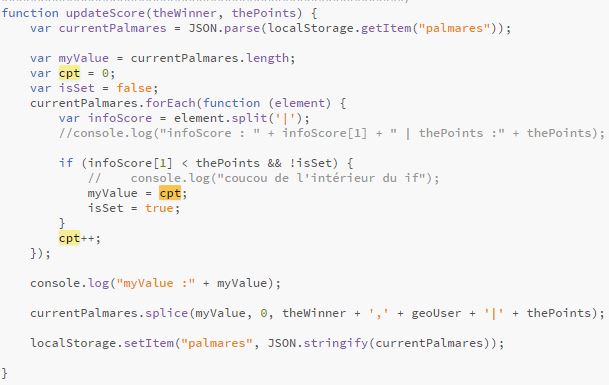 function updateScore(theWinner, thePoints) {
    var currentPalmares = JSON.parse(localStorage.getItem("palmares"));

    var myValue = currentPalmares.length;
    var cpt = 0;
    var isSet = false;
    currentPalmares.forEach(function (element) {
        var infoScore = element.split('|');
        //console.log("infoScore : " + infoScore[1] + " | thePoints :" + thePoints);

        if (infoScore[1] < thePoints && !isSet) {
            //    console.log("coucou de l'intérieur du if");
            myValue = cpt;
            isSet = true;
        }
        cpt++;
    });

    console.log("myValue :" + myValue);

    currentPalmares.splice(myValue, 0, theWinner + ',' + geoUser + '|' + thePoints);

    localStorage.setItem("palmares", JSON.stringify(currentPalmares));

}